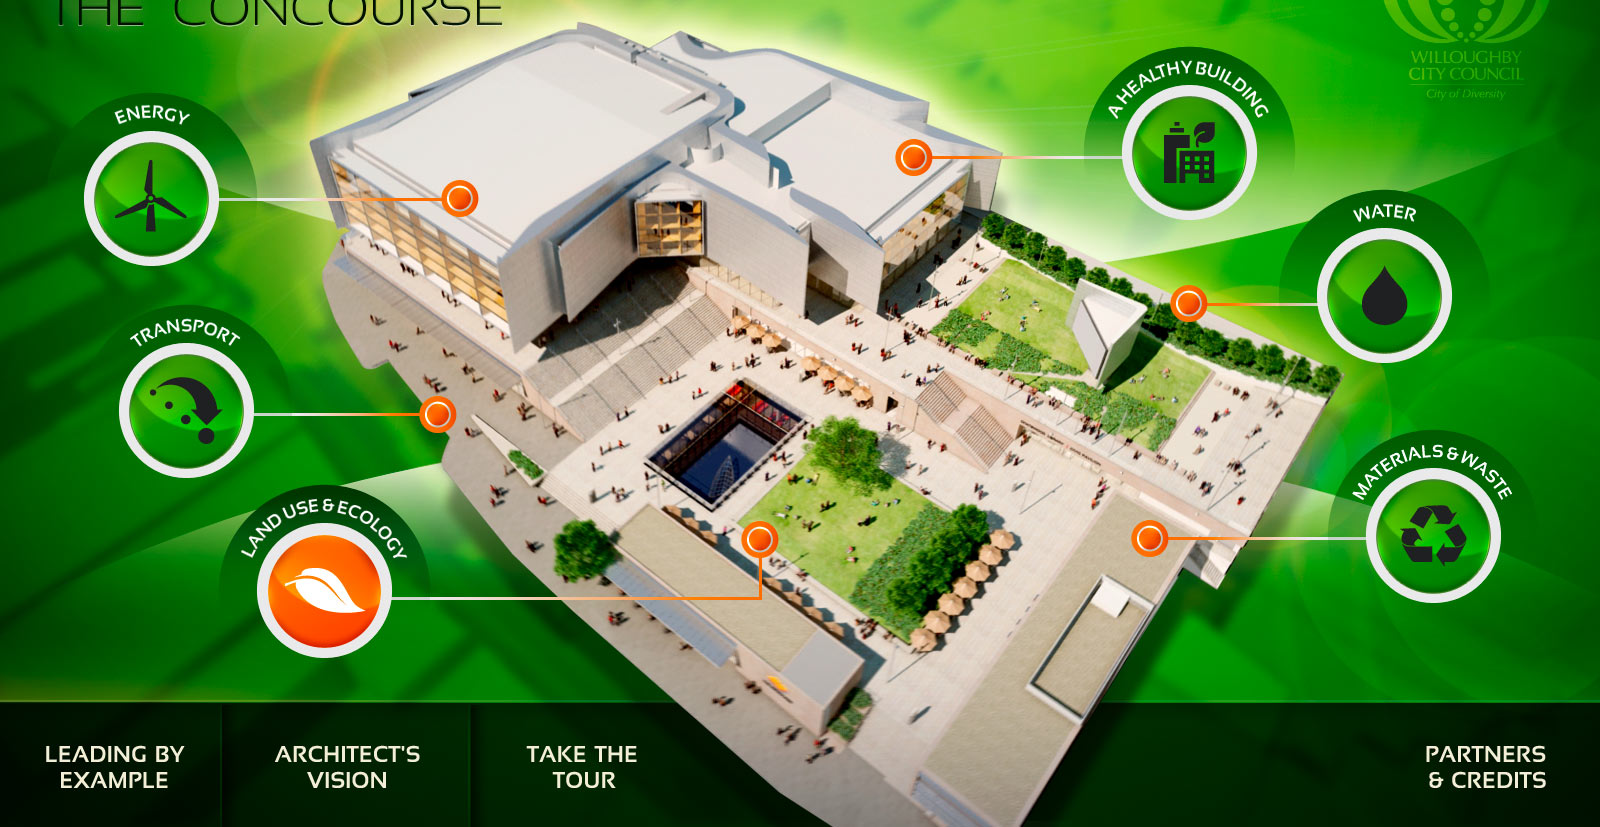 THE CONCOURSE
WILLOUGHBY
CITY COUNCIL
City of Diversity
ENERGY
A HEALTHY BUILDING
WATER
TRANSPORT
MATERIALS & WASTE
LAND USE & ECOLOGY
LEADING BY
EXAMPLE
ARCHITECT'S
VISION
TAKE THE
TOUR
PARTNERS
& CREDITS